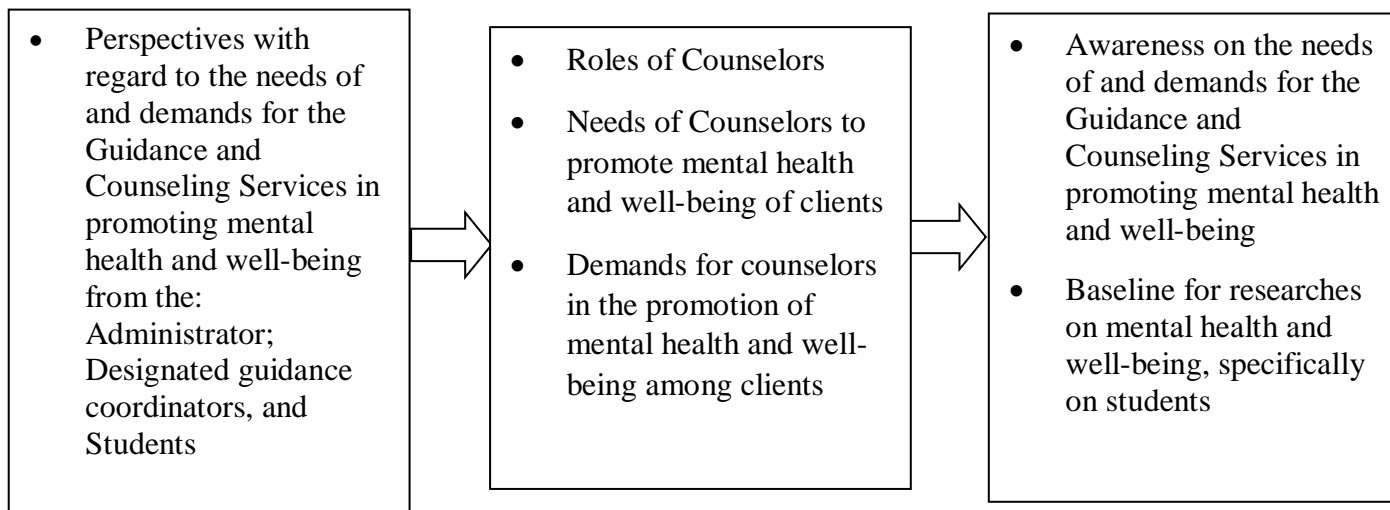 • Perspectives with
regard to the needs of
and demands for the
Guidance and
Counseling Services in
promoting mental
health and well-being
from the:
Administrator;
Designated guidance
coordinators, and
Students
• Roles of Counselors
• Needs of Counselors to
promote mental health
and well-being of clients
• Demands for counselors
in the promotion of
mental health and well-
being among clients
• Awareness on the needs
of and demands for the
Guidance and
Counseling Services in
promoting mental health
and well-being
• Baseline for researches
on mental health and
well-being, specifically
on students